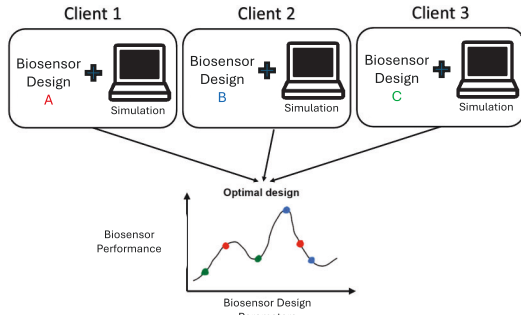 Client 1
Client 2
Client 3
Biosensor
Design
A
Simulation
Biosensor
Design
B
Simulation
Biosensor
Design
C
Simulation
Optimal design
Biosensor
Performance
Biosensor Design